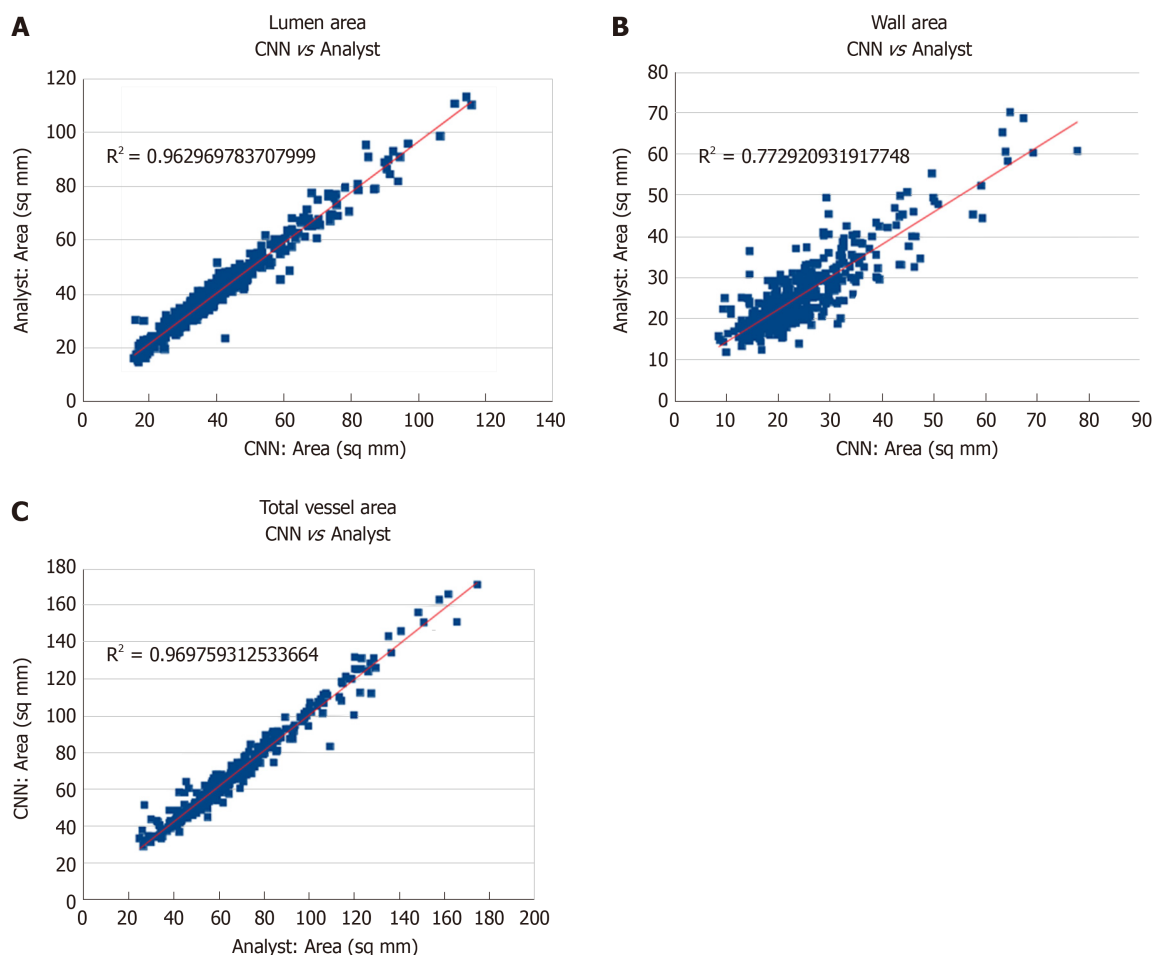 A
Lumen area
CNN vs Analyst
120
100
80
60
40
20
0
R² = 0.962969783707999
Analyst: Area (sq mm)
0 20 40 60 80 100 120 140
CNN: Area (sq mm)
B
Wall area
CNN vs Analyst
80
70
60
50
40
30
20
10
0
R² = 0.772920931917748
Analyst: Area (sq mm)
0 10 20 30 40 50 60 70 80 90
CNN: Area (sq mm)
C
Total vessel area
CNN vs Analyst
180
160
140
120
100
80
60
40
20
0
R² = 0.969759312533664
CNN: Area (sq mm)
0 20 40 60 80 100 120 140 160 180 200
Analyst: Area (sq mm)